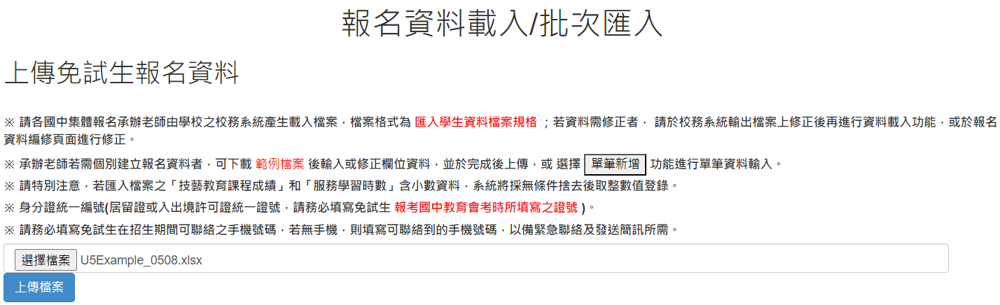 報名資料載入/批次匯入
上傳免試生報名資料
※ 請各國中集體報名承辦老師由學校之校務系統產生載入檔案，檔案格式為 匯入學生資料檔案規格 ；若資料需修正者， 請於校務系統輸出檔案上修正後再進行資料載入功能，或於報名
資料編修頁面進行修正。
※ 承辦老師若需個別建立報名資料者，可下載 範例檔案 後輸入或修正欄位資料，並於完成後上傳，或 選擇 單筆新增 功能進行單筆資料輸入。
※ 請特別注意，若匯入檔案之「技藝教育課程成績」和「服務學習時數」含小數資料，系統將採無條件捨去後取整數值登錄。
※ 身分證統一編號(居留證或入出境許可證統一證號，請務必填寫免試生 報考國中教育會考時所填寫之證號 )。
※ 請務必填寫免試生在招生期間可聯絡之手機號碼，若無手機，則填寫可聯絡到的手機號碼，以備緊急聯絡及發送簡訊所需。
選擇檔案 U5Example_0508.xlsx
上傳檔案